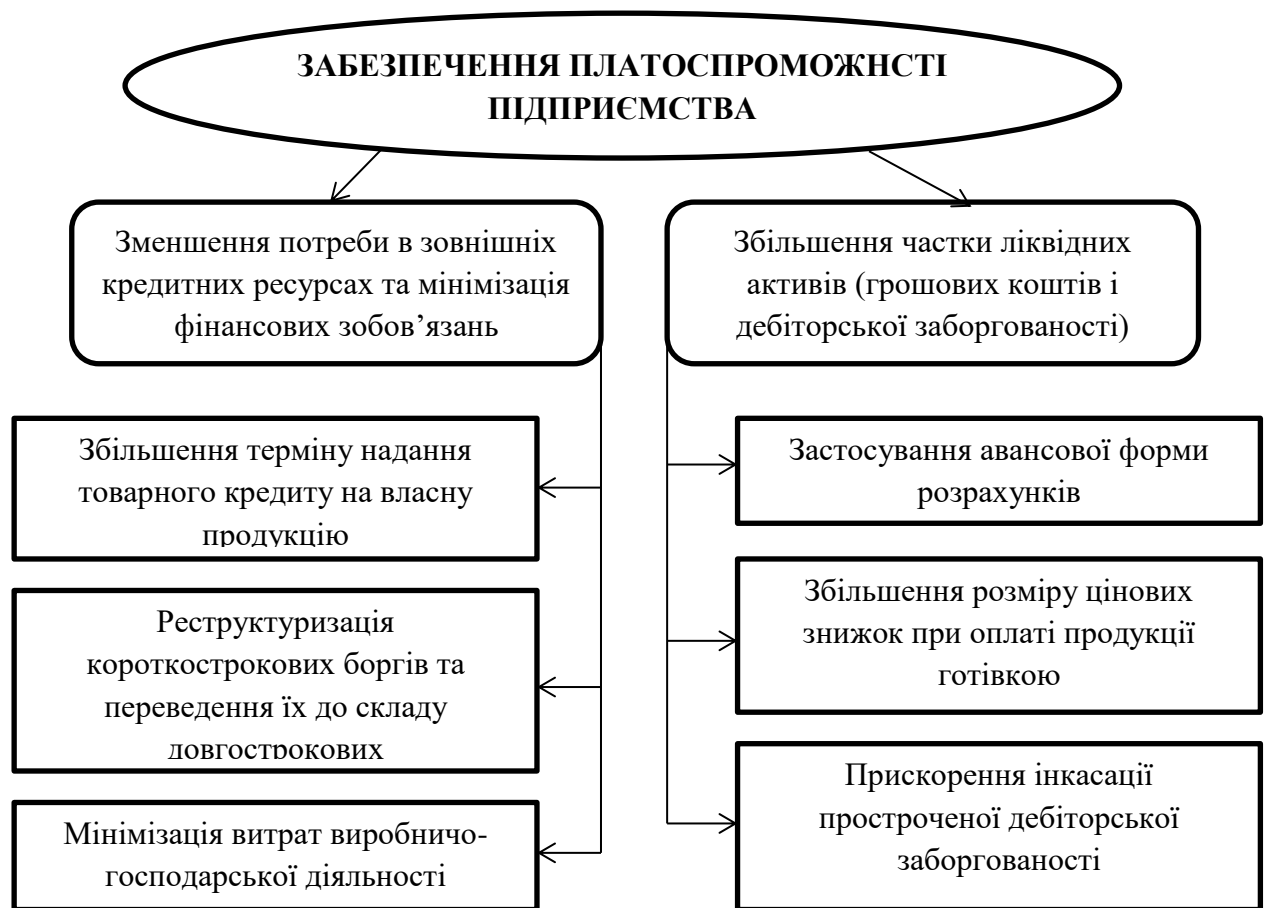 ЗАБЕЗПЕЧЕННЯ ПЛАТОСПРОМОЖНСТІ
ПІДПРИЄМСТВА
Зменшення потреби в зовнішніх
кредитних ресурсах та мінімізація
фінансових зобов’язань
Збільшення частки ліквідних
активів (грошових коштів і
дебіторської заборгованості)
Збільшення терміну надання
товарного кредиту на власну
продукцію
Реструктуризація
короткострокових боргів та
переведення їх до складу
довгострокових
Мінімізація витрат виробничо-
господарської діяльності
Застосування авансової форми
розрахунків
Збільшення розміру цінових
знижок при оплаті продукції
готівкою
Прискорення інкасації
простроченої дебіторської
заборгованості